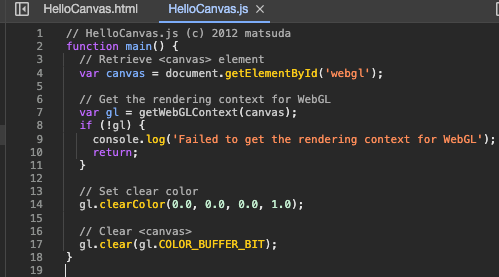 HelloCanvas.html HelloCanvas.js ×
1 // HelloCanvas.js (c) 2012 matsuda
2 function main() {
3   // Retrieve <canvas> element
4   var canvas = document.getElementById('webgl');
5
6   // Get the rendering context for WebGL
7   var gl = getWebGLContext(canvas);
8   if (!gl) {
9     console.log('Failed to get the rendering context for WebGL');
10     return;
11   }
12
13   // Set clear color
14   gl.clearColor(0.0, 0.0, 0.0, 1.0);
15
16   // Clear <canvas>
17   gl.clear(gl.COLOR_BUFFER_BIT);
18 }
19